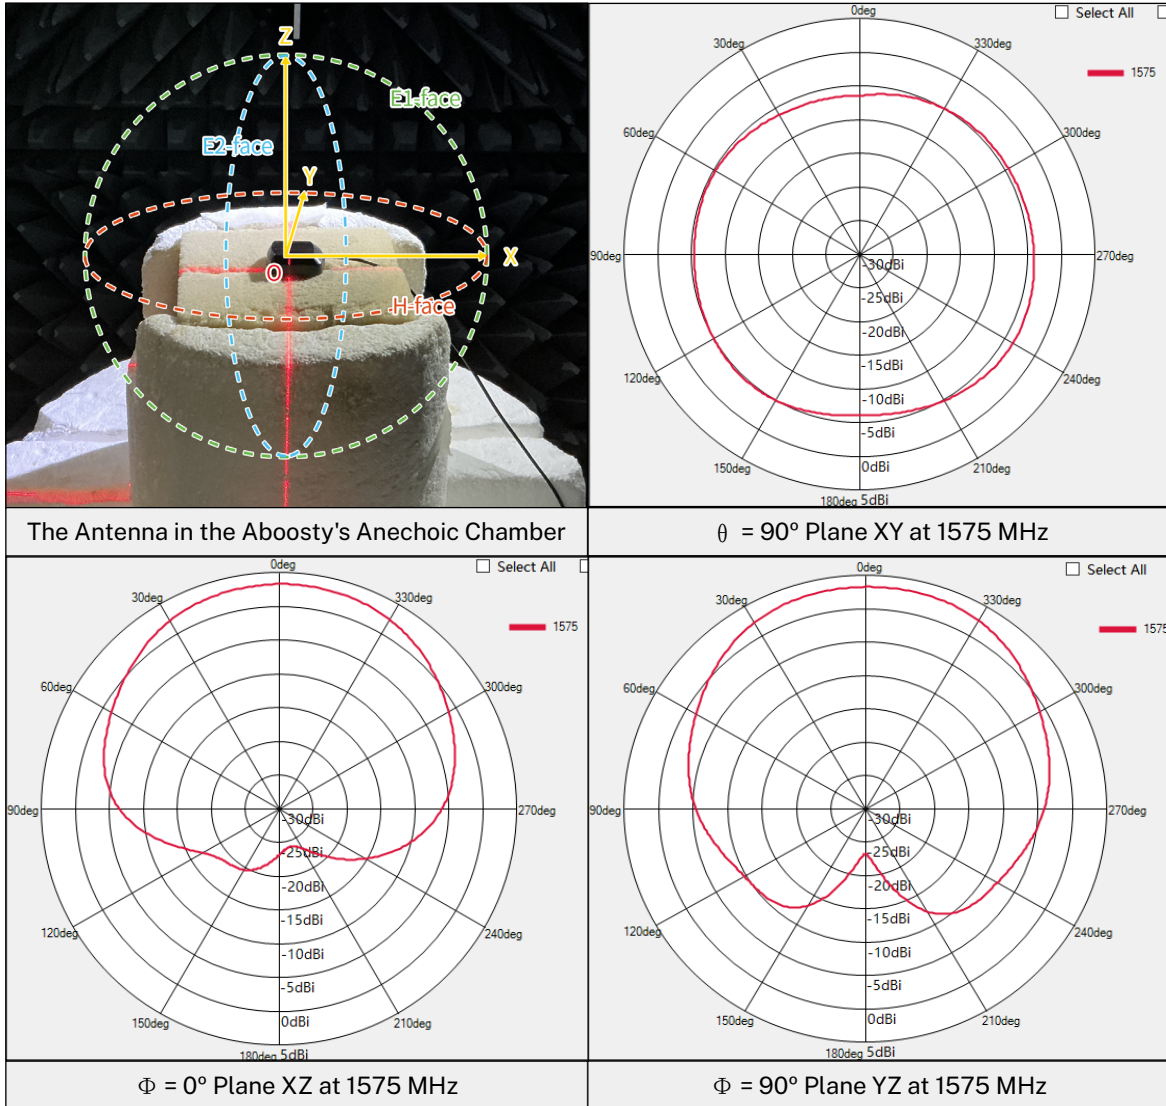 Z
E1-face
E2-face
Y
X
O
H-face
The Antenna in the Aboosty's Anechoic Chamber
0deg
Select All
30deg
330deg
1575
60deg
300deg
90deg
270deg
-30dBi
-25dBi
-20dBi
-15dBi
120deg
240deg
-10dBi
-5dBi
150deg
210deg
0dBi
180deg
5dBi
θ = 90º Plane XY at 1575 MHz
0deg
Select All
30deg
330deg
1575
60deg
300deg
90deg
270deg
-30dBi
-25dBi
-20dBi
-15dBi
120deg
240deg
-10dBi
-5dBi
150deg
210deg
0dBi
180deg
5dBi
Φ = 0º Plane XZ at 1575 MHz
0deg
Select All
30deg
330deg
1575
60deg
300deg
90deg
270deg
-30dBi
-25dBi
-20dBi
-15dBi
120deg
240deg
-10dBi
-5dBi
150deg
210deg
0dBi
180deg
5dBi
Φ = 90º Plane YZ at 1575 MHz